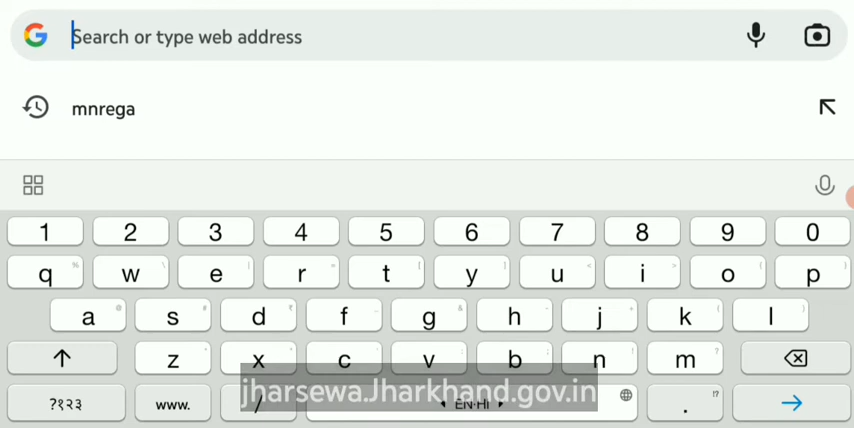 Search or type web address
mnrega
1 2 3 4 5 6 7 8 9 0
q w e r t y u i o p
a s d f g h j k l
z x c v b n m
jharsewa.Jharkhand.gov.in
?१२३ www. / EN·HI .